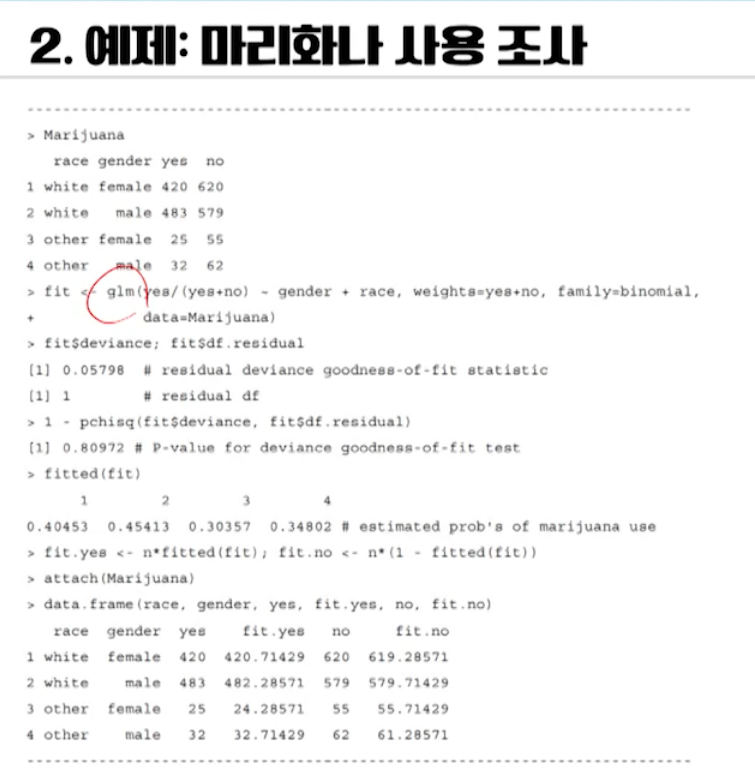 2. 예제: 마리화나 사용 조사
> Marijuana
race gender yes no
1 white female 420 620
2 white male 483 579
3 other female 25 55
4 other male 32 62
> fit <- glm(yes/(yes+no) ~ gender + race, weights=yes+no, family=binomial,
+ data=Marijuana)
> fit$deviance; fit$df.residual
[1] 0.05798 # residual deviance goodness-of-fit statistic
[1] 1 # residual df
> 1 - pchisq(fit$deviance, fit$df.residual)
[1] 0.80972 # P-value for deviance goodness-of-fit test
> fitted(fit)
1 2 3 4
0.40453 0.45413 0.30357 0.34802 # estimated prob's of marijuana use
> fit.yes <- n*fitted(fit); fit.no <- n*(1 - fitted(fit))
> attach(Marijuana)
> data.frame(race, gender, yes, fit.yes, no, fit.no)
race gender yes fit.yes no fit.no
1 white female 420 420.71429 620 619.28571
2 white male 483 482.28571 579 579.71429
3 other female 25 24.28571 55 55.71429
4 other male 32 32.71429 62 61.28571